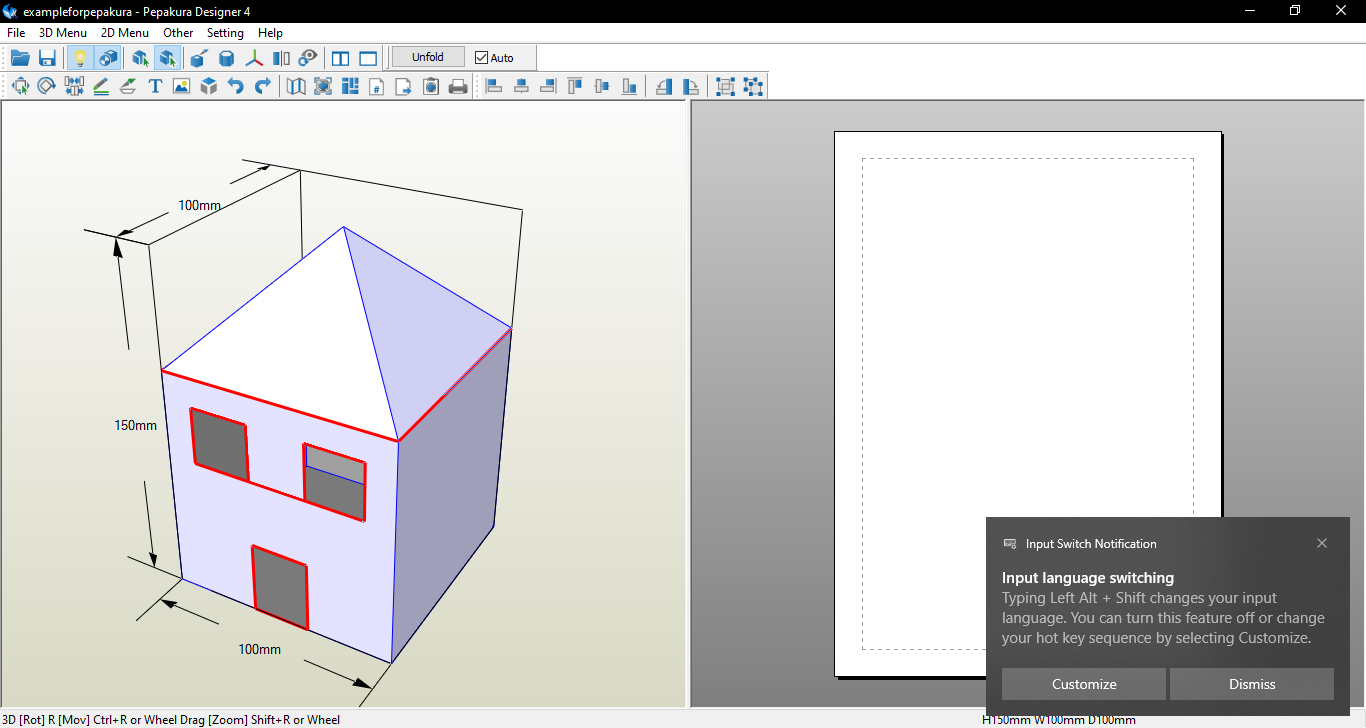 exampleforpepakura - Pepakura Designer 4
File 3D Menu 2D Menu Other Setting Help
Unfold Auto
T
#
100mm
150mm
100mm
Input Switch Notification
Input language switching
Typing Left Alt + Shift changes your input
language. You can turn this feature off or change
your hot key sequence by selecting Customize.
Customize Dismiss
3D [Rot] R [Mov] Ctrl+R or Wheel Drag [Zoom] Shift+R or Wheel
H150mm W100mm D100mm